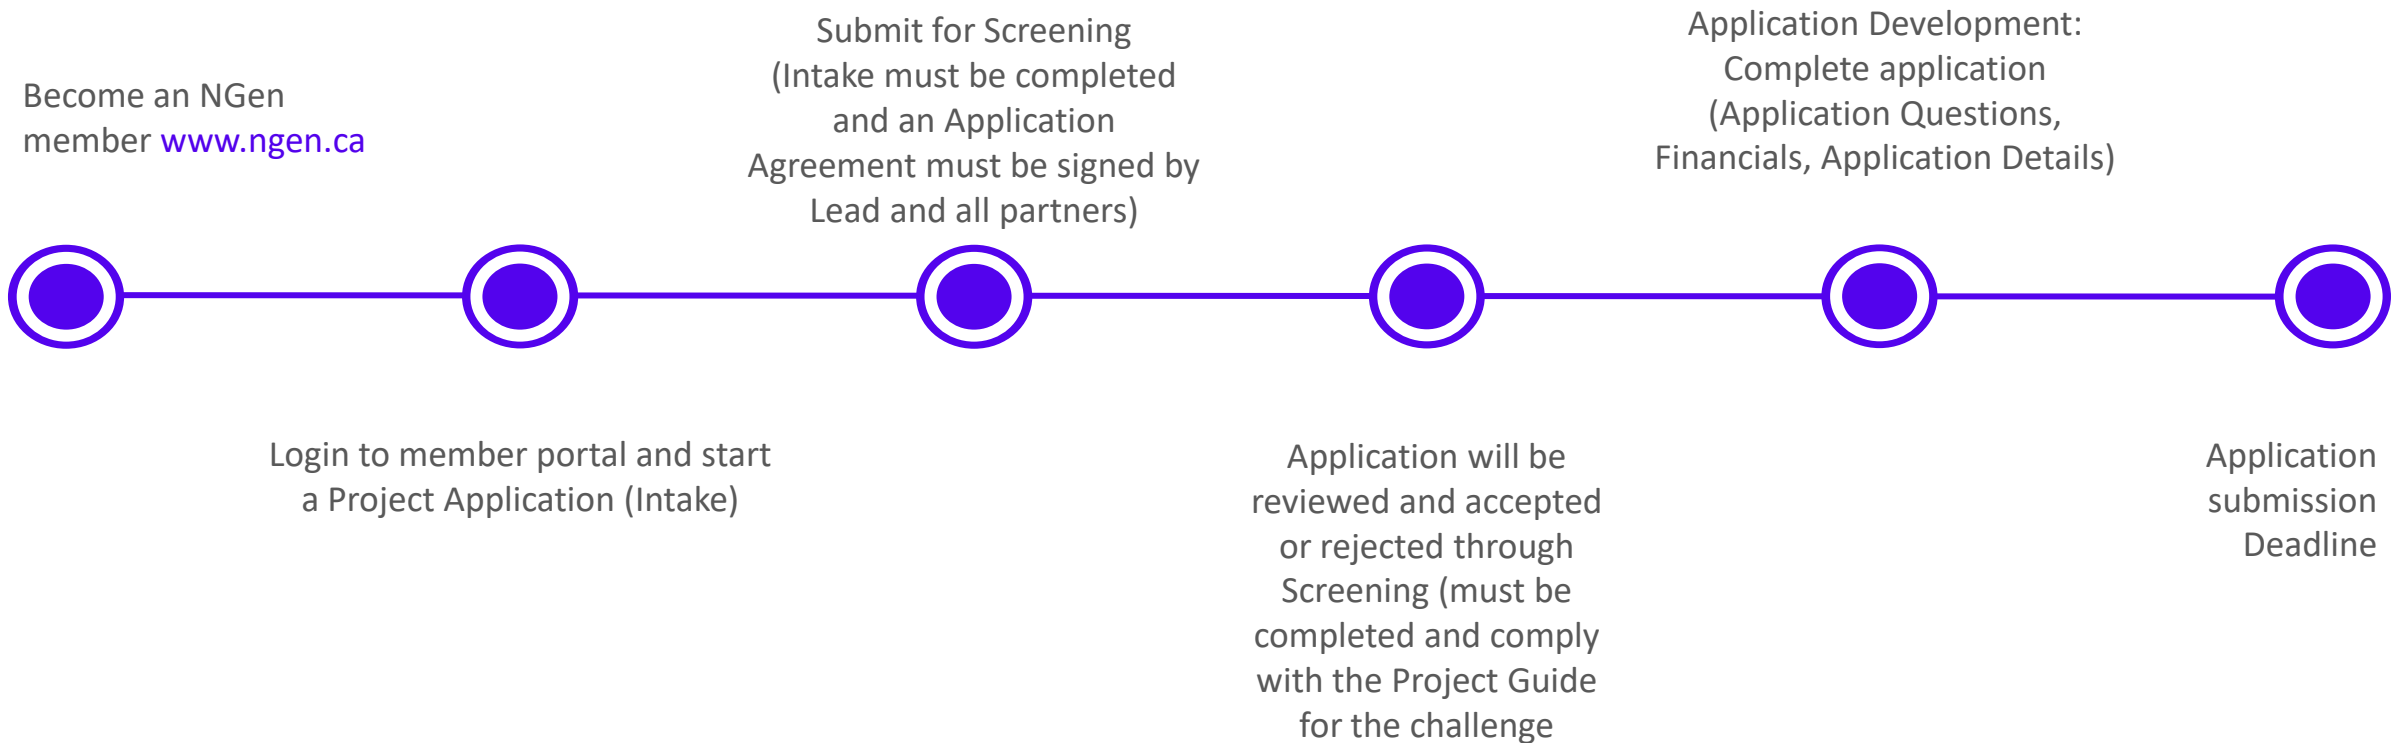 Become an NGen
member www.ngen.ca
Login to member portal and start
a Project Application (Intake)
Submit for Screening
(Intake must be completed
and an Application
Agreement must be signed by
Lead and all partners)
Application will be
reviewed and accepted
or rejected through
Screening (must be
completed and comply
with the Project Guide
for the challenge
Application Development:
Complete application
(Application Questions,
Financials, Application Details)
Application
submission
Deadline